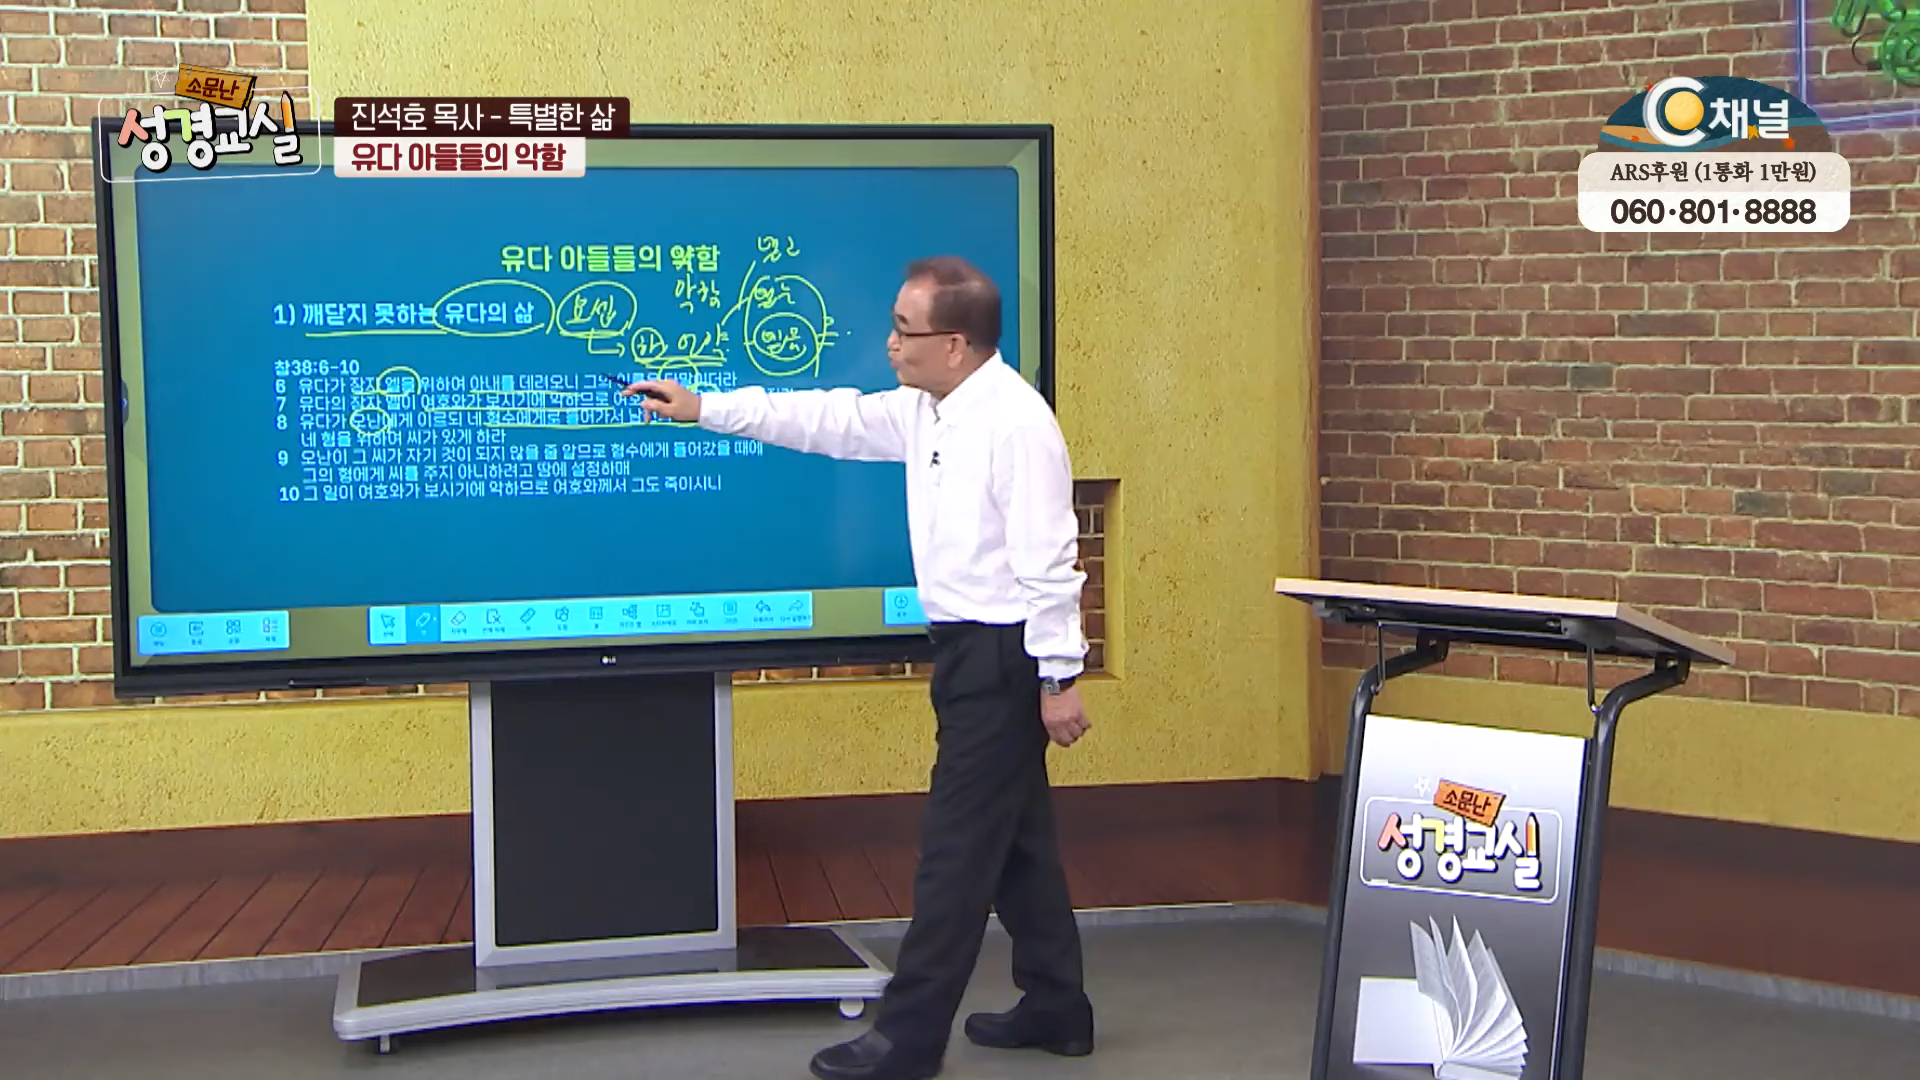 소문난
성경교실
진석호 목사 - 특별한 삶
유다 아들들의 악함
C채널
ARS후원 (1통화 1만원)
060·801·8888
유다 아들들의 악함
1) 깨닫지 못하는 유다의 삶
요셉
창38:6-10
6 유다가 장자 엘을 위하여 아내를 데려오니 그의 이름은 다말이더라
7 유다의 장자 엘이 여호와가 보시기에 악하므로 여호와
8 유다가 오난에게 이르되 네 형수에게로 들어가서
네 형을 위하여 씨가 있게 하라
9 오난이 그 씨가 자기 것이 되지 않을 줄 알므로 형수에게 들어갔을 때에
그의 형에게 씨를 주지 아니하려고 땅에 설정하매
10 그 일이 여호와가 보시기에 악하므로 여호와께서 그도 죽이시니
LG
소문난
성경교실